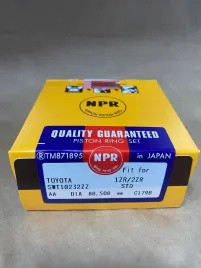 NPR
QUALITY GUARANTEED
PISTON RING SET
®TM871895
in JAPAN
NPR
Fit for
TOYOTA
1ZR/2ZR
SWT10232ZZ
STD
AA DIA 80.500 mm C1798